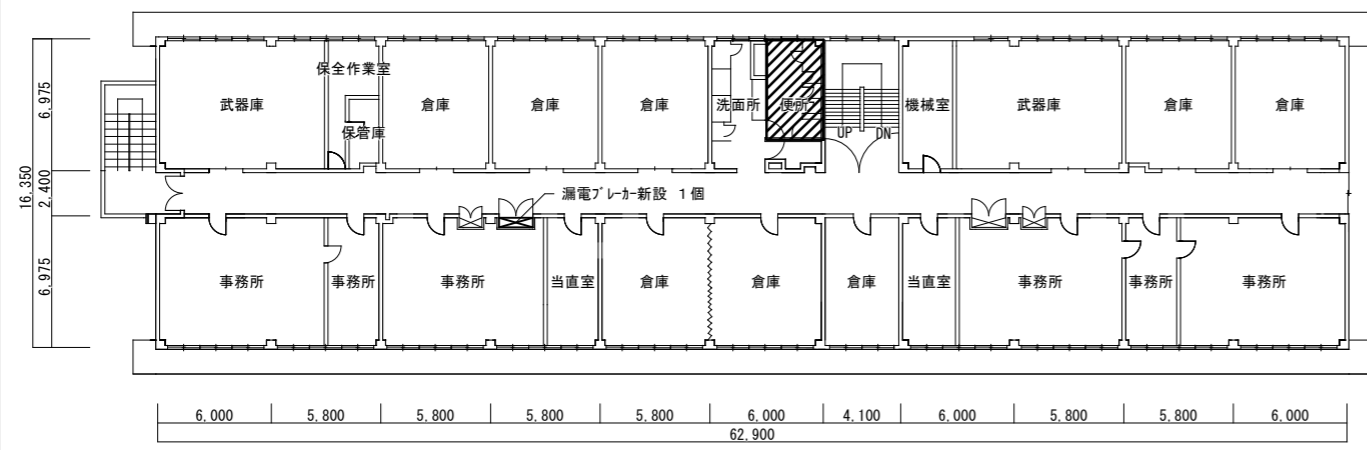 保全作業室
武器庫
倉庫
倉庫
倉庫
洗面所
便所
機械室
武器庫
倉庫
倉庫
保管庫
UP
DN
漏電ブレーカー新設 1個
事務所
事務所
事務所
当直室
倉庫
倉庫
倉庫
当直室
事務所
事務所
事務所
6,975
2,400
6,975
16,350
6,000
5,800
5,800
5,800
5,800
6,000
4,100
6,000
5,800
5,800
6,000
62,900